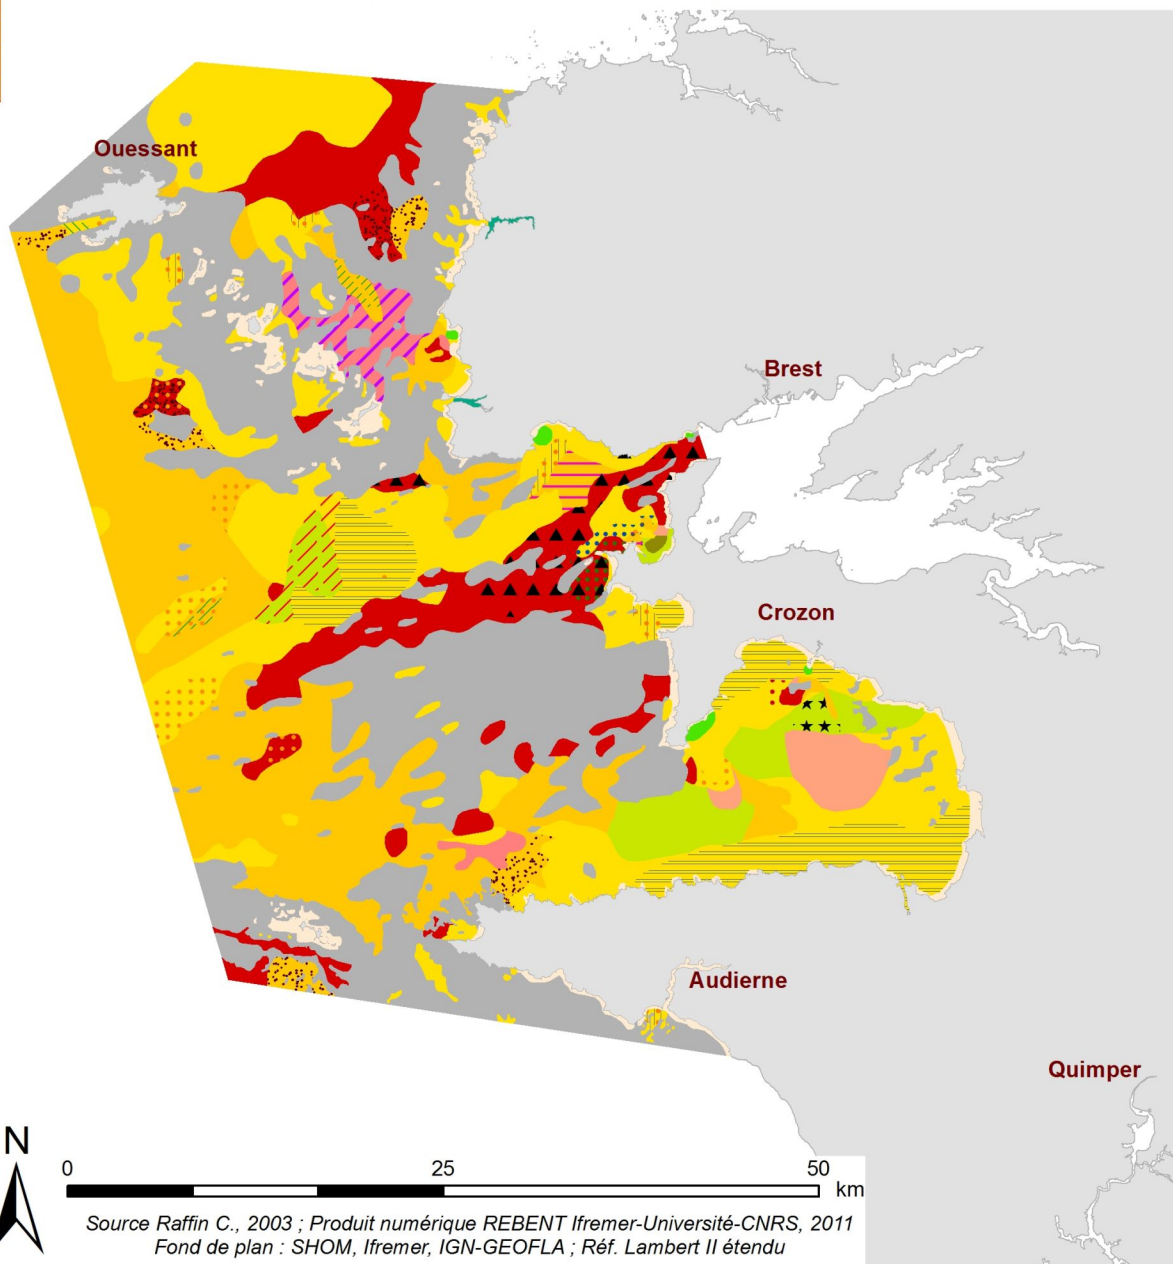 Ouessant
Brest
Crozon
Audierne
Quimper
N
0 25 50
km
Source Raffin C., 2003 ; Produit numérique REBENT Ifremer-Université-CNRS, 2011
Fond de plan : SHOM, Ifremer, IGN-GEOFLA ; Réf. Lambert II étendu